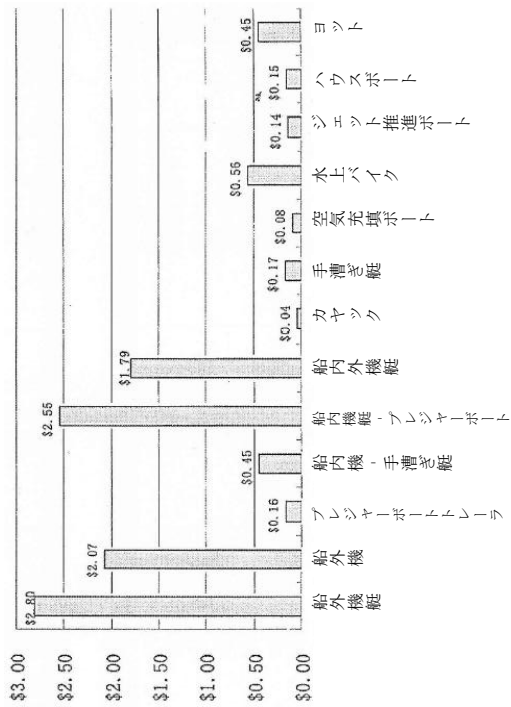 $3.00
$2.50
$2.00
$1.50
$1.00
$0.50
$0.00
$2.80
$2.07
$0.16
$0.45
$2.55
$1.79
$0.04
$0.17
$0.08
$0.56
$0.14
$0.15
$0.45
船外機艇
船外機
プレジャーボートトレーラ
船内機・手漕ぎ艇
船内機艇・プレジャーボート
船内外機艇
カヤック
手漕ぎ艇
空気充填ボート
水上バイク
ジェット推進ボート
ハウスボート
ヨット